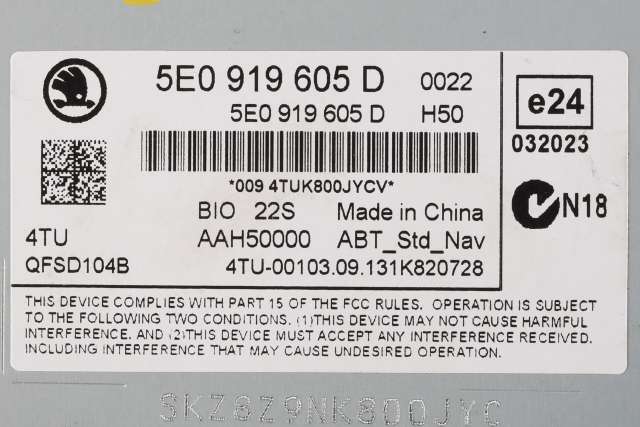 5E0 919 605 D 0022
5E0 919 605 D H50
e24
032023
*009 4TUK800JYCV*
N18
BIO 22S Made in China
4TU AAH50000 ABT_Std_Nav
QFSD104B 4TU-00103.09.131K820728
THIS DEVICE COMPLIES WITH PART 15 OF THE FCC RULES. OPERATION IS SUBJECT
TO THE FOLLOWING TWO CONDITIONS. (1)THIS DEVICE MAY NOT CAUSE HARMFUL
INTERFERENCE. AND (2)THIS DEVICE MUST ACCEPT ANY INTERFERENCE RECEIVED.
INCLUDING INTERFERENCE THAT MAY CAUSE UNDESIRED OPERATION.
SKZ8Z9NK800JYC